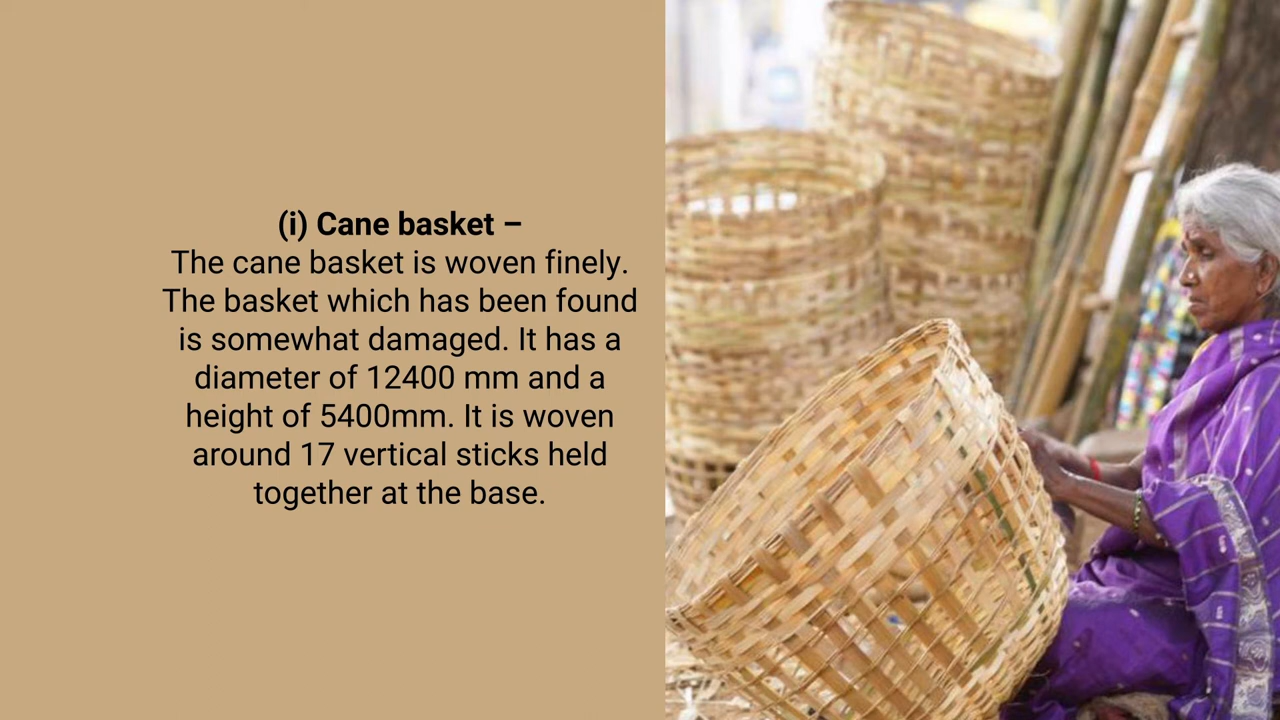 (i) Cane basket –
The cane basket is woven finely.
The basket which has been found
is somewhat damaged. It has a
diameter of 12400 mm and a
height of 5400mm. It is woven
around 17 vertical sticks held
together at the base.